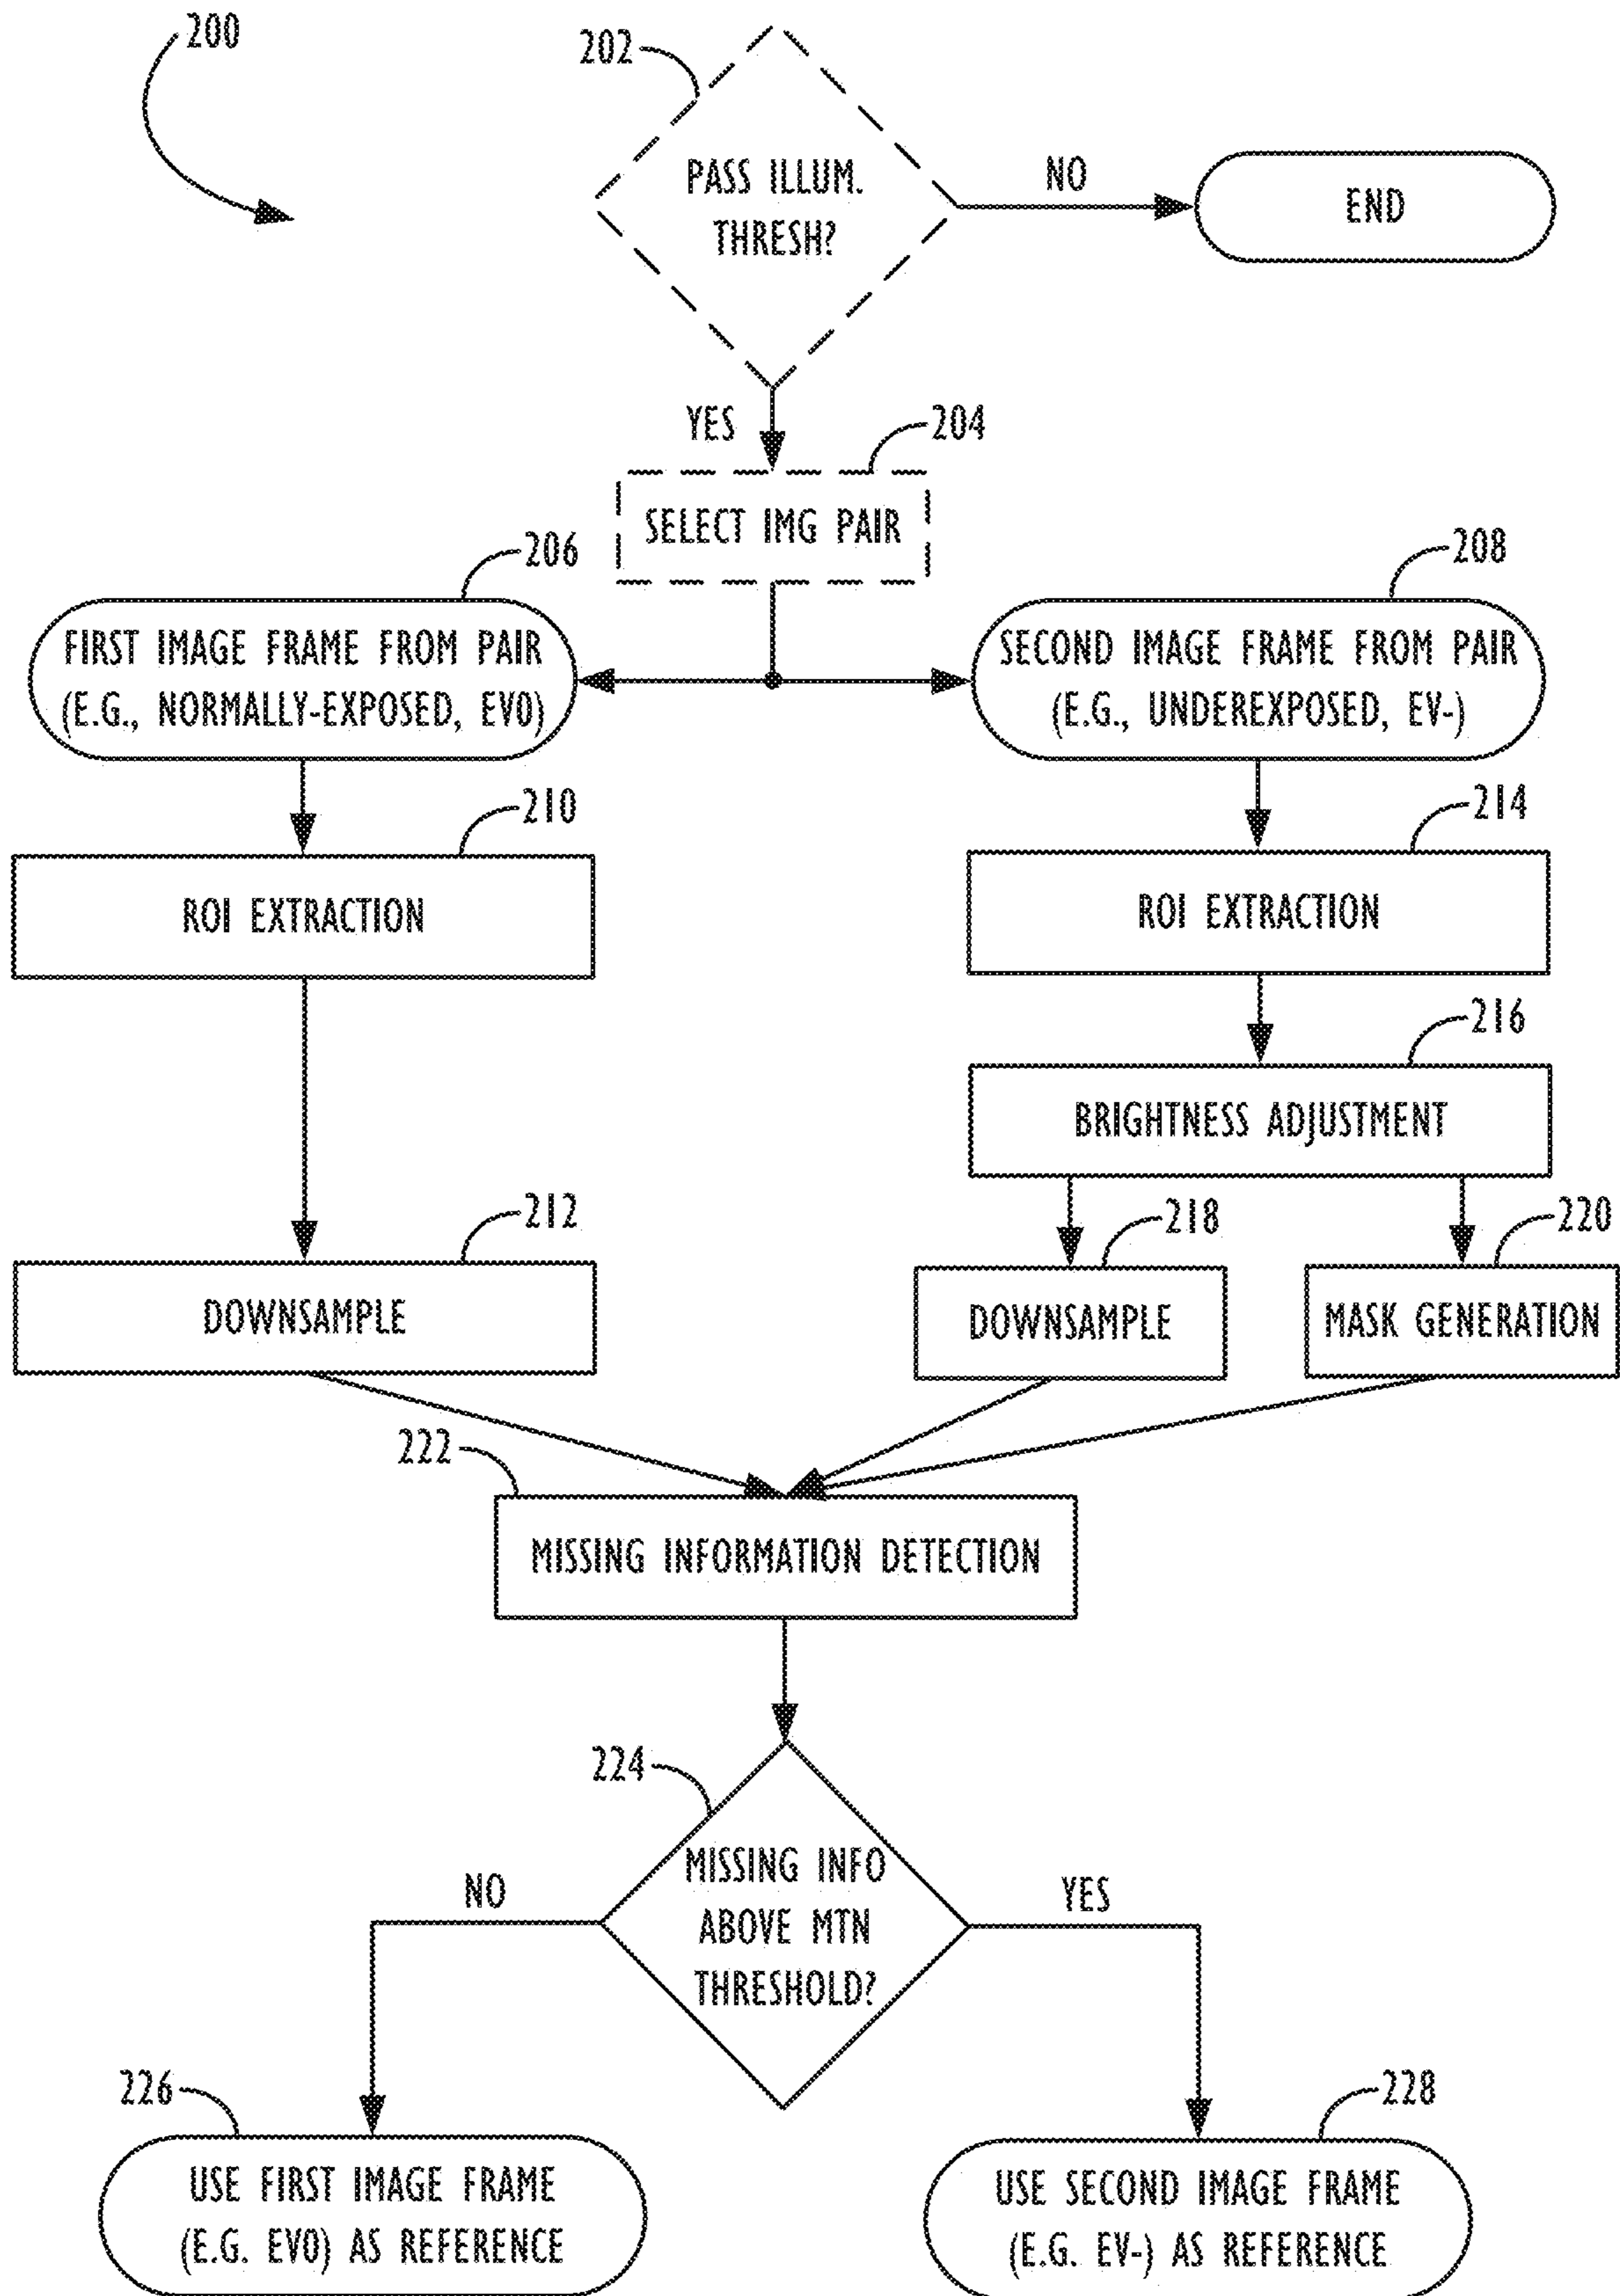 200
202
PASS ILLUM.
THRESH?
NO
END
YES
204
SELECT IMG PAIR
206
FIRST IMAGE FRAME FROM PAIR
(E.G., NORMALLY-EXPOSED, EV0)
208
SECOND IMAGE FRAME FROM PAIR
(E.G., UNDEREXPOSED, EV-)
210
ROI EXTRACTION
214
ROI EXTRACTION
216
BRIGHTNESS ADJUSTMENT
212
DOWNSAMPLE
218
DOWNSAMPLE
220
MASK GENERATION
222
MISSING INFORMATION DETECTION
224
MISSING INFO
ABOVE MTN
THRESHOLD?
NO
YES
226
USE FIRST IMAGE FRAME
(E.G. EV0) AS REFERENCE
228
USE SECOND IMAGE FRAME
(E.G. EV-) AS REFERENCE